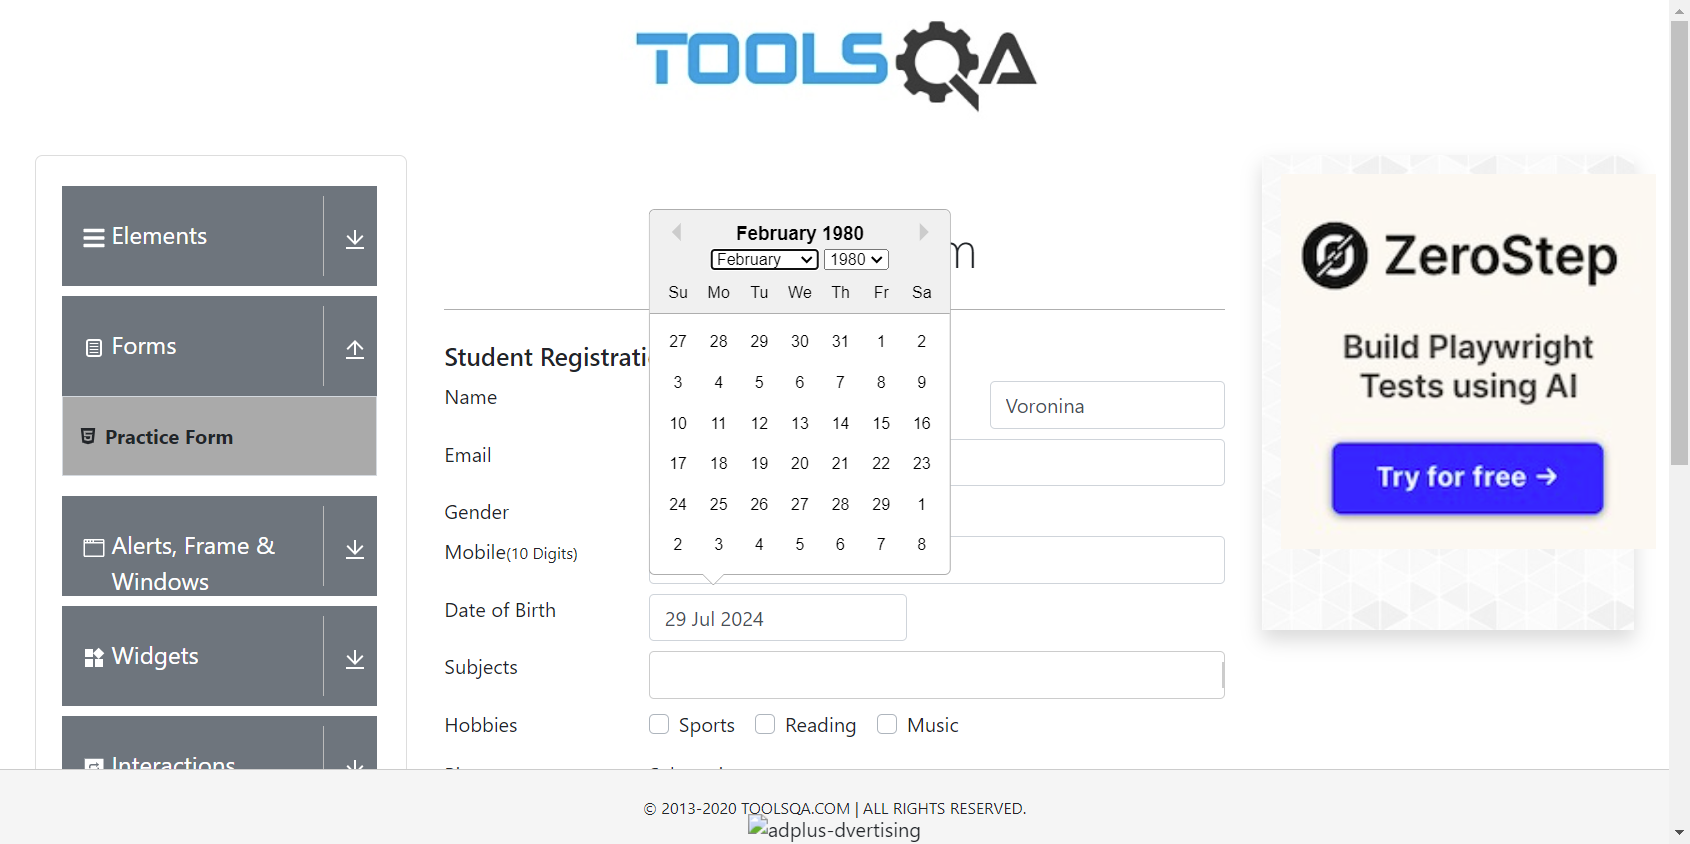 TOOLSQA
Elements
Forms
Practice Form
Alerts, Frame &
Windows
Widgets
Interactions
m
Student Registrati
Name
Voronina
Email
Gender
Mobile(10 Digits)
Date of Birth
29 Jul 2024
Subjects
Hobbies
Sports Reading Music
February 1980
February 1980
Su Mo Tu We Th Fr Sa
27 28 29 30 31 1 2
3 4 5 6 7 8 9
10 11 12 13 14 15 16
17 18 19 20 21 22 23
24 25 26 27 28 29 1
2 3 4 5 6 7 8
ZeroStep
Build Playwright
Tests using AI
Try for free →
© 2013-2020 TOOLSQA.COM | ALL RIGHTS RESERVED.
adplus-dvertising